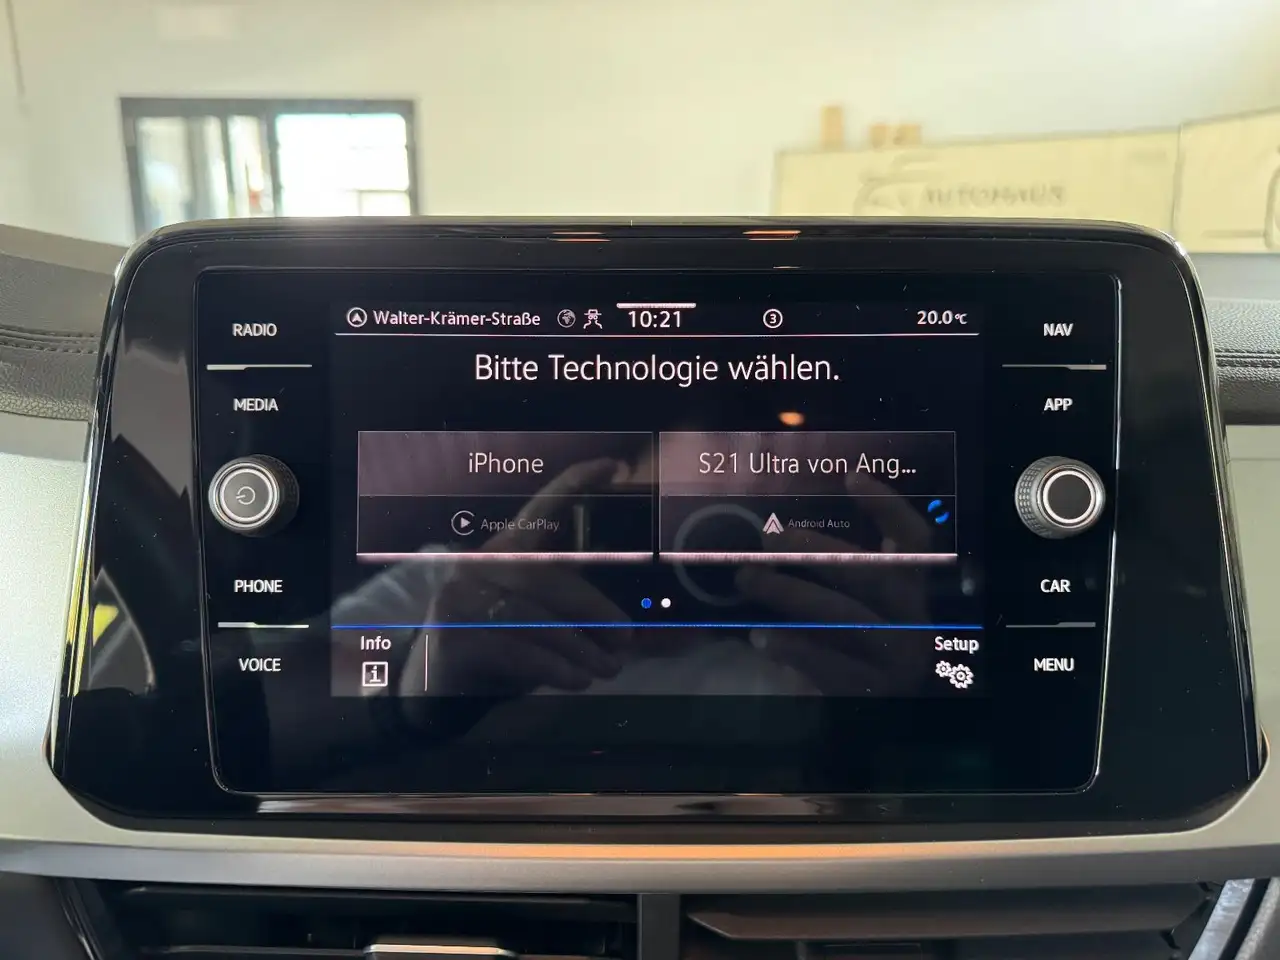 AUTOHAUS
RADIO
MEDIA
PHONE
VOICE
Walter-Krämer-Straße
10:21
3
20.0°C
Bitte Technologie wählen.
iPhone
Apple CarPlay
S21 Ultra von Ang...
Android Auto
Info
i
Setup
NAV
APP
CAR
MENU